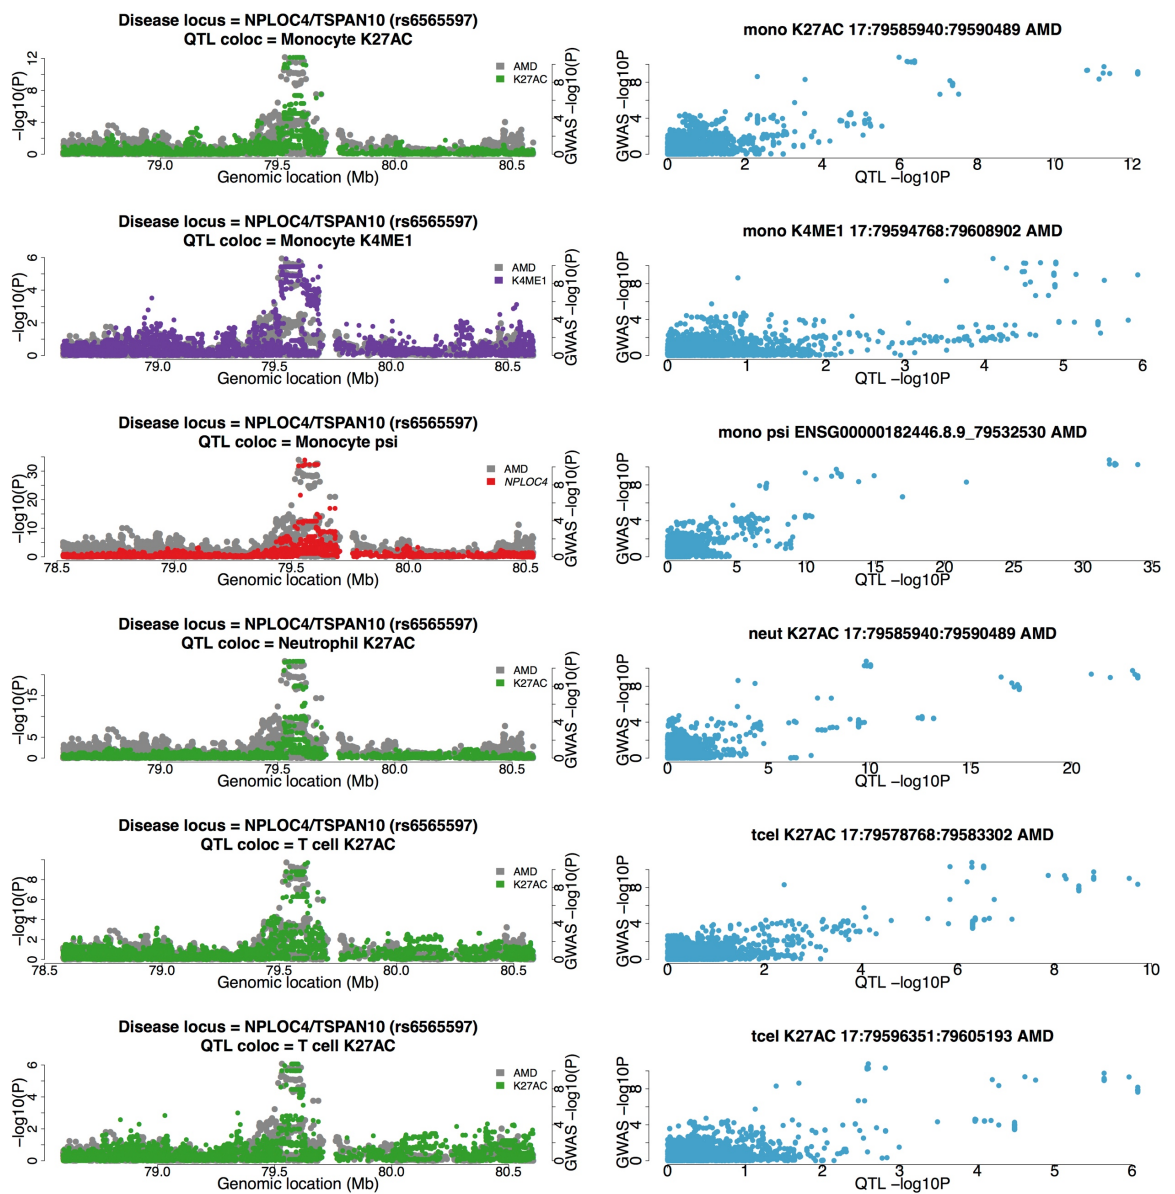 Disease locus = NPLOC4/TSPAN10 (rs6565597)
QTL coloc = Monocyte K27AC
−log10(P)
12
8
4
0
AMD
K27AC
8
4
0
GWAS −log10(P)
79.0 79.5 80.0 80.5
Genomic location (Mb)
mono K27AC 17:79585940:79590489 AMD
GWAS −log10P
8
4
0
0 2 4 6 8 10 12
QTL −log10P
Disease locus = NPLOC4/TSPAN10 (rs6565597)
QTL coloc = Monocyte K4ME1
−log10(P)
6
4
2
0
AMD
K4ME1
8
4
0
GWAS −log10(P)
79.0 79.5 80.0 80.5
Genomic location (Mb)
mono K4ME1 17:79594768:79608902 AMD
GWAS −log10P
8
4
0
0 1 2 3 4 5 6
QTL −log10P
Disease locus = NPLOC4/TSPAN10 (rs6565597)
QTL coloc = Monocyte psi
−log10(P)
30
20
10
0
AMD
NPLOC4
8
4
0
GWAS −log10(P)
78.5 79.0 79.5 80.0 80.5
Genomic location (Mb)
mono psi ENSG00000182446.8.9_79532530 AMD
GWAS −log10P
8
4
0
0 5 10 15 20 25 30 35
QTL −log10P
Disease locus = NPLOC4/TSPAN10 (rs6565597)
QTL coloc = Neutrophil K27AC
−log10(P)
15
5
0
AMD
K27AC
8
4
0
GWAS −log10(P)
79.0 79.5 80.0 80.5
Genomic location (Mb)
neut K27AC 17:79585940:79590489 AMD
GWAS −log10P
8
4
0
0 5 10 15 20
QTL −log10P
Disease locus = NPLOC4/TSPAN10 (rs6565597)
QTL coloc = T cell K27AC
−log10(P)
8
6
4
2
0
AMD
K27AC
8
4
0
GWAS −log10(P)
78.5 79.0 79.5 80.0 80.5
Genomic location (Mb)
tcel K27AC 17:79578768:79583302 AMD
GWAS −log10P
8
4
0
0 2 4 6 8 10
QTL −log10P
Disease locus = NPLOC4/TSPAN10 (rs6565597)
QTL coloc = T cell K27AC
−log10(P)
6
4
2
0
AMD
K27AC
8
4
0
GWAS −log10(P)
79.0 79.5 80.0 80.5
Genomic location (Mb)
tcel K27AC 17:79596351:79605193 AMD
GWAS −log10P
8
4
0
0 1 2 3 4 5 6
QTL −log10P